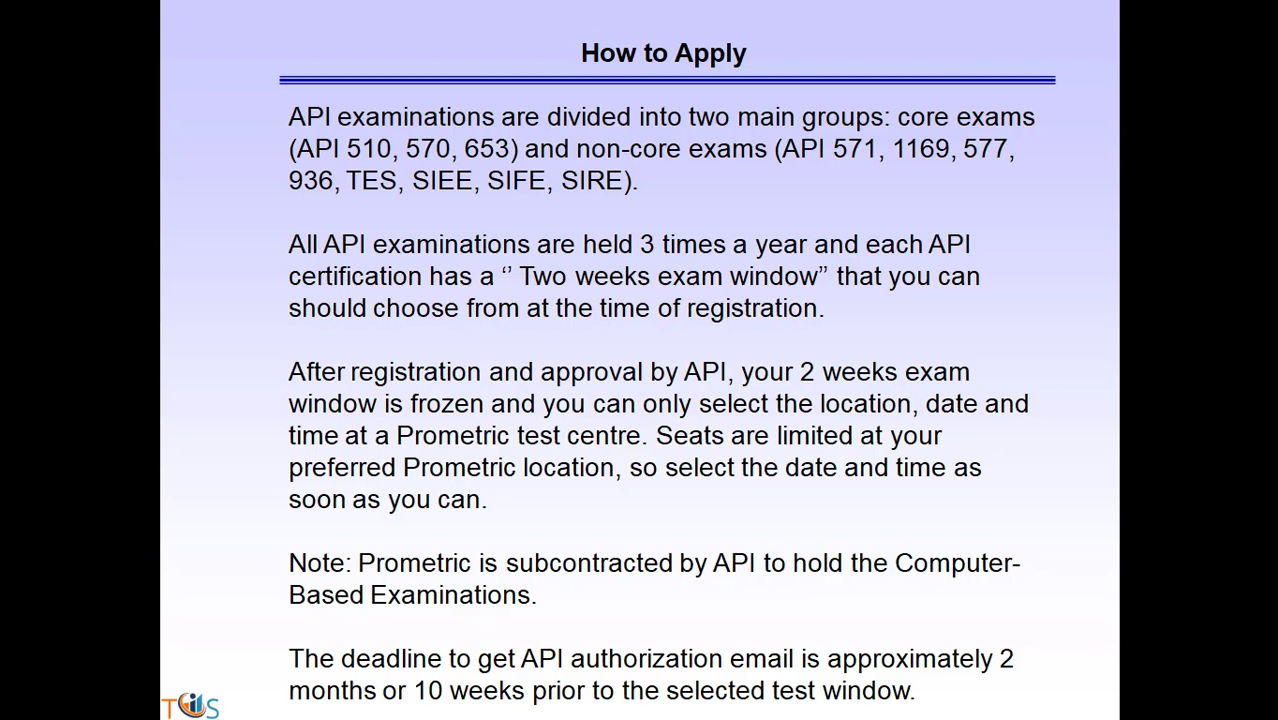 How to Apply
API examinations are divided into two main groups: core exams
(API 510, 570, 653) and non-core exams (API 571, 1169, 577,
936, TES, SIEE, SIFE, SIRE).
All API examinations are held 3 times a year and each API
certification has a ‘’ Two weeks exam window’’ that you can
should choose from at the time of registration.
After registration and approval by API, your 2 weeks exam
window is frozen and you can only select the location, date and
time at a Prometric test centre. Seats are limited at your
preferred Prometric location, so select the date and time as
soon as you can.
Note: Prometric is subcontracted by API to hold the Computer-
Based Examinations.
The deadline to get API authorization email is approximately 2
months or 10 weeks prior to the selected test window.